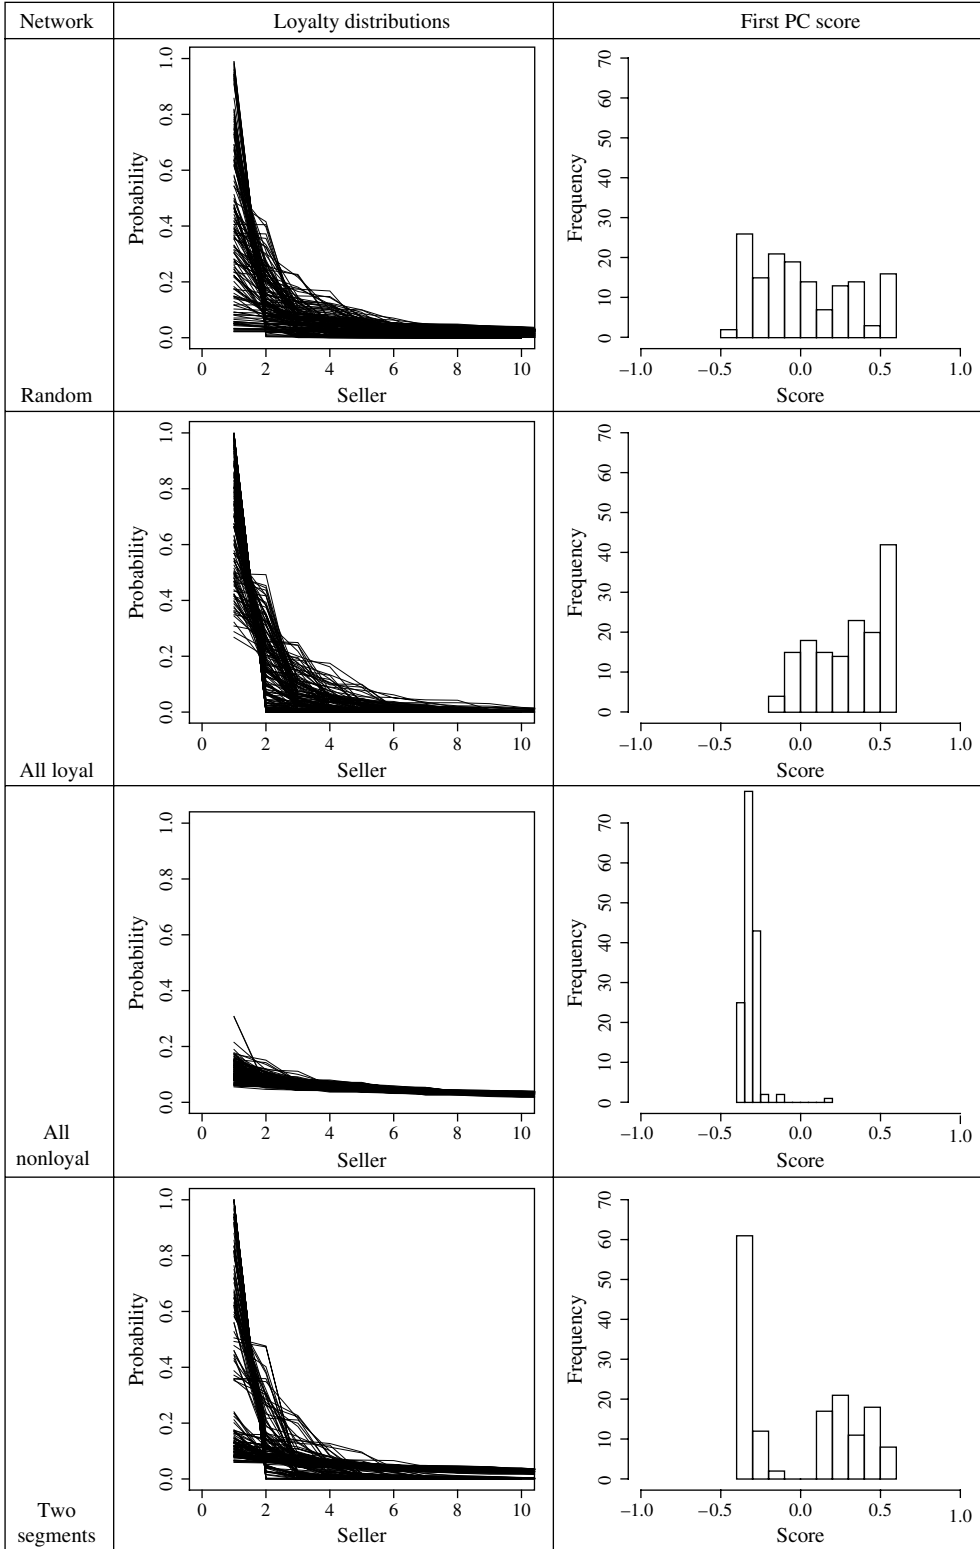 Network Loyalty distributions First PC score
Probability
1.0
0.8
0.6
0.4
0.2
0.0
0 2 4 6 8 10
Seller
Frequency
70
60
50
40
30
20
10
0
−1.0 −0.5 0.0 0.5 1.0
Score
Random
Probability
1.0
0.8
0.6
0.4
0.2
0.0
0 2 4 6 8 10
Seller
Frequency
70
60
50
40
30
20
10
0
−1.0 −0.5 0.0 0.5 1.0
Score
All loyal
Probability
1.0
0.8
0.6
0.4
0.2
0.0
0 2 4 6 8 10
Seller
Frequency
70
60
50
40
30
20
10
0
−1.0 −0.5 0.0 0.5 1.0
Score
All
nonloyal
Probability
1.0
0.8
0.6
0.4
0.2
0.0
0 2 4 6 8 10
Seller
Frequency
70
60
50
40
30
20
10
0
−1.0 −0.5 0.0 0.5 1.0
Score
Two
segments